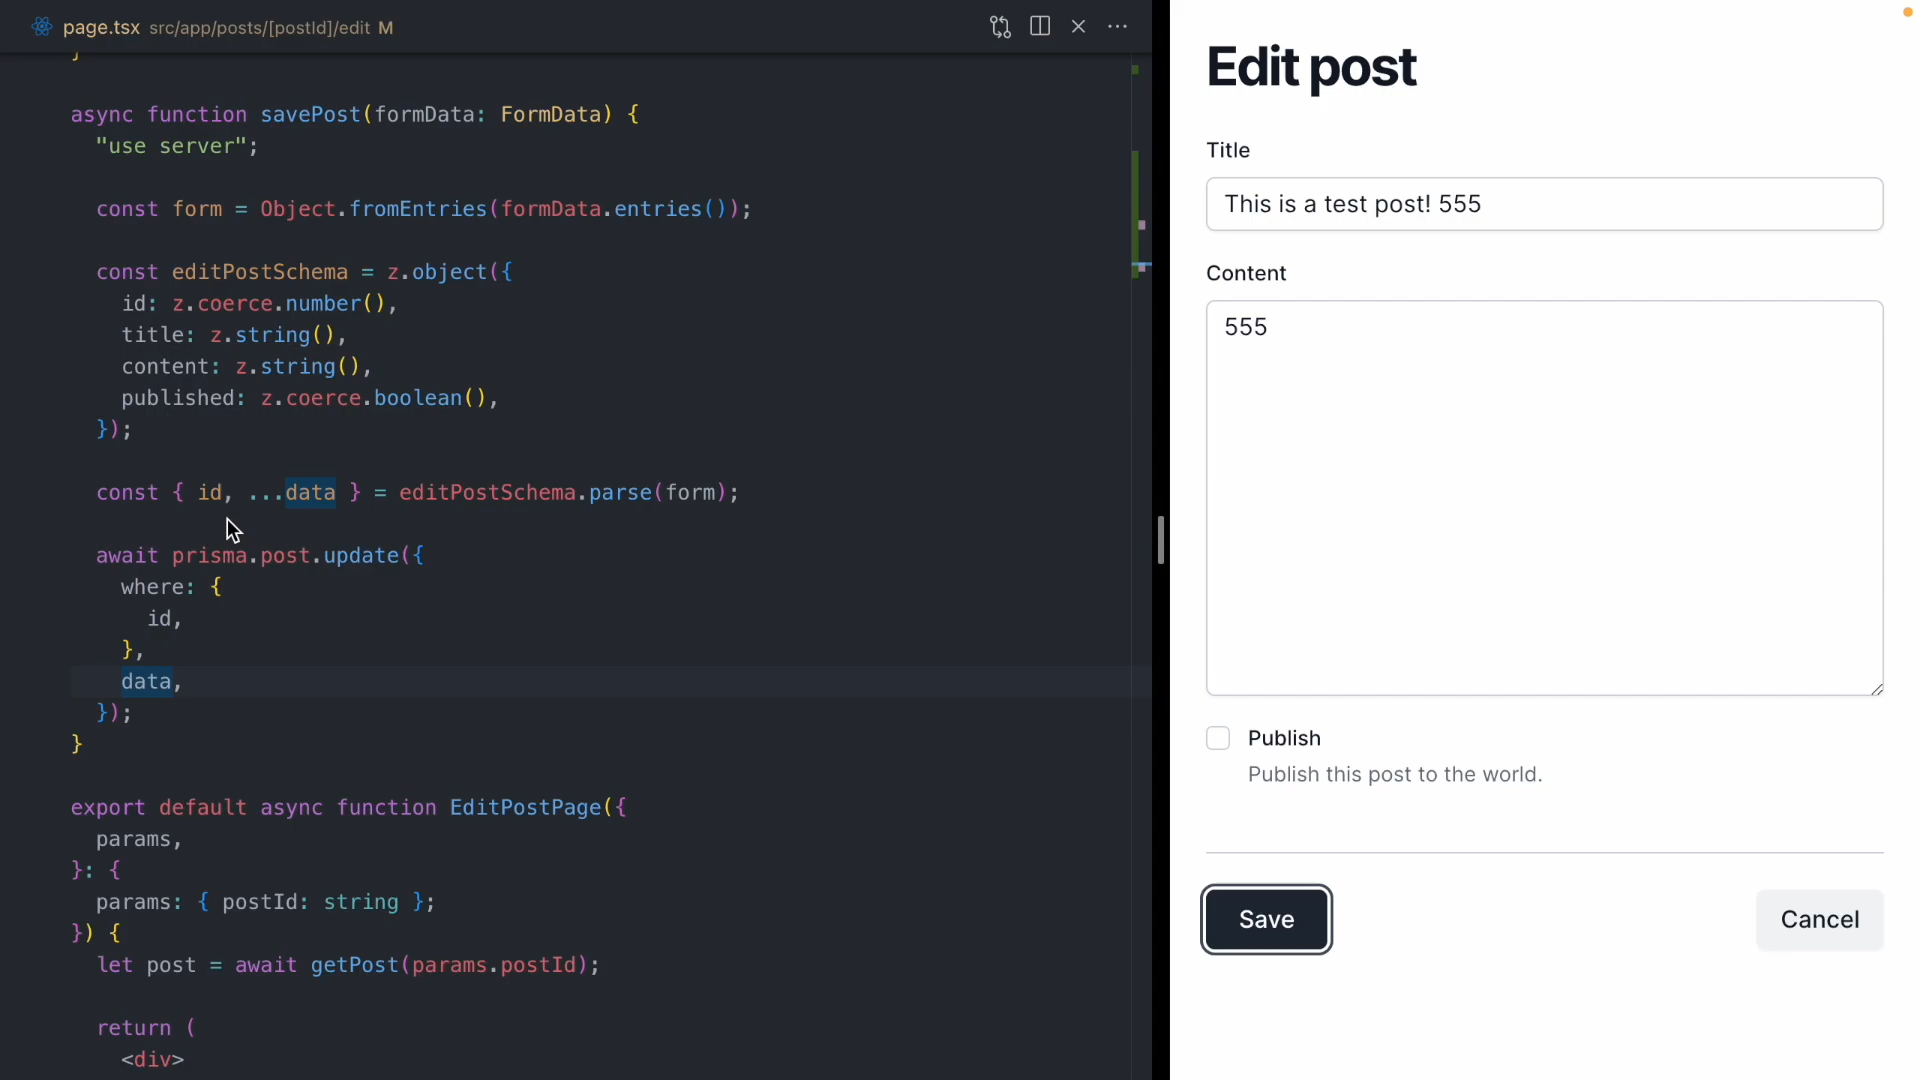 page.tsx src/app/posts/[postId]/edit M
}
async function savePost(formData: FormData) {
"use server";
const form = Object.fromEntries(formData.entries());
const editPostSchema = z.object({
id: z.coerce.number(),
title: z.string(),
content: z.string(),
published: z.coerce.boolean(),
});
const { id, ...data } = editPostSchema.parse(form);
await prisma.post.update({
where: {
id,
},
data,
});
}
export default async function EditPostPage({
params,
}: {
params: { postId: string };
}) {
let post = await getPost(params.postId);
return (
<div>
Edit post
Title
This is a test post! 555
Content
555
Publish
Publish this post to the world.
Save
Cancel